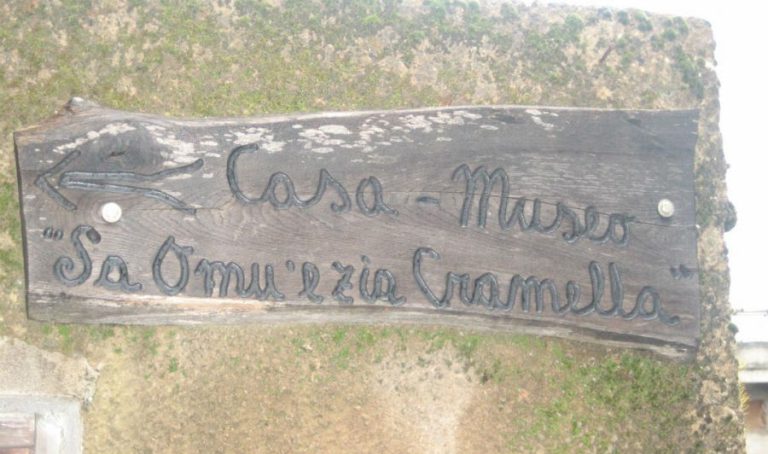 Casa - Museo
"Sa Omu 'e zia Cramella"